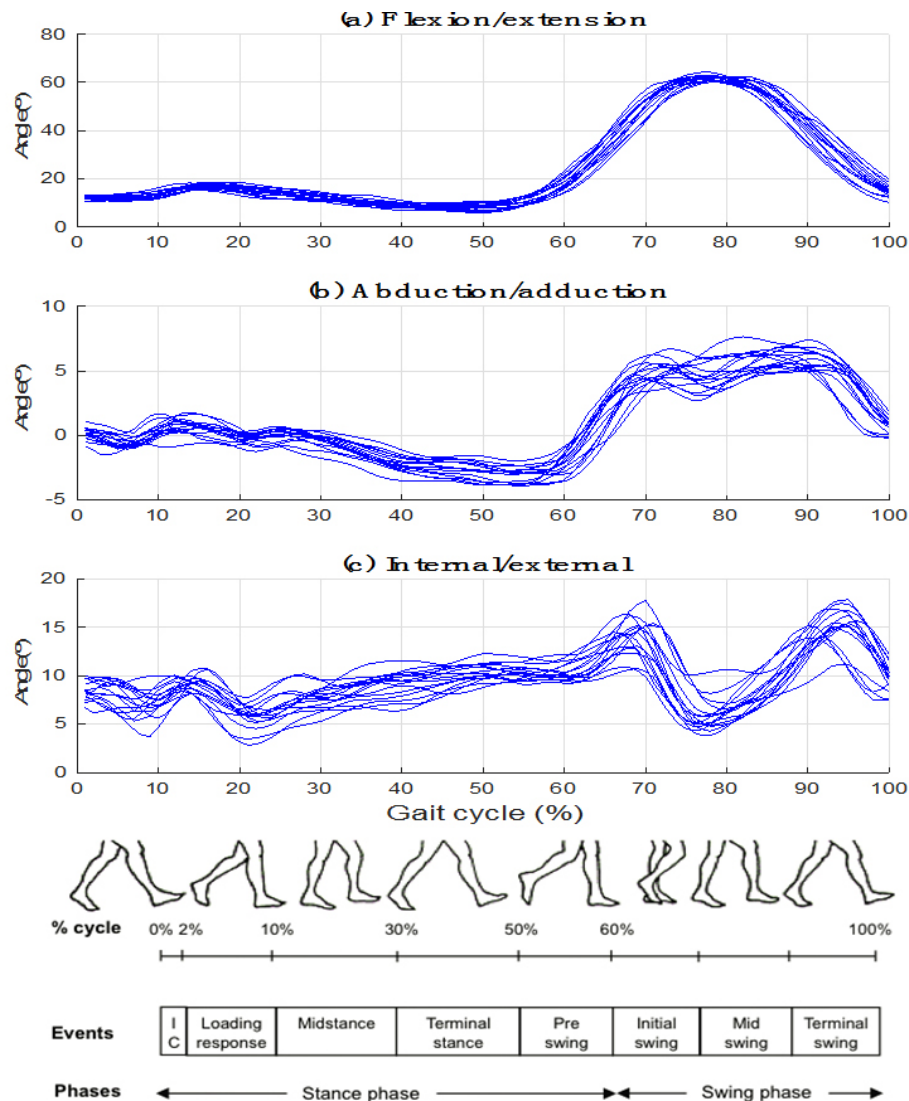 (a) Flexion/extension
80
60
40
20
0
Angle(º)
0 10 20 30 40 50 60 70 80 90 100
(b) Abduction/adduction
10
5
0
-5
Angle(º)
0 10 20 30 40 50 60 70 80 90 100
(c) Internal/external
20
15
10
5
0
Angle(º)
0 10 20 30 40 50 60 70 80 90 100
Gait cycle (%)
% cycle 0% 2% 10% 30% 50% 60% 100%
Events
I C
Loading response
Midstance
Terminal stance
Pre swing
Initial swing
Mid swing
Terminal swing
Phases Stance phase Swing phase